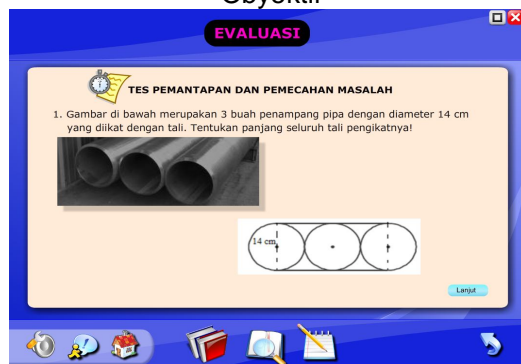 Obyektif
EVALUASI
TES PEMANTAPAN DAN PEMECAHAN MASALAH
1. Gambar di bawah merupakan 3 buah penampang pipa dengan diameter 14 cm
yang diikat dengan tali. Tentukan panjang seluruh tali pengikatnya!
14 cm
Lanjut